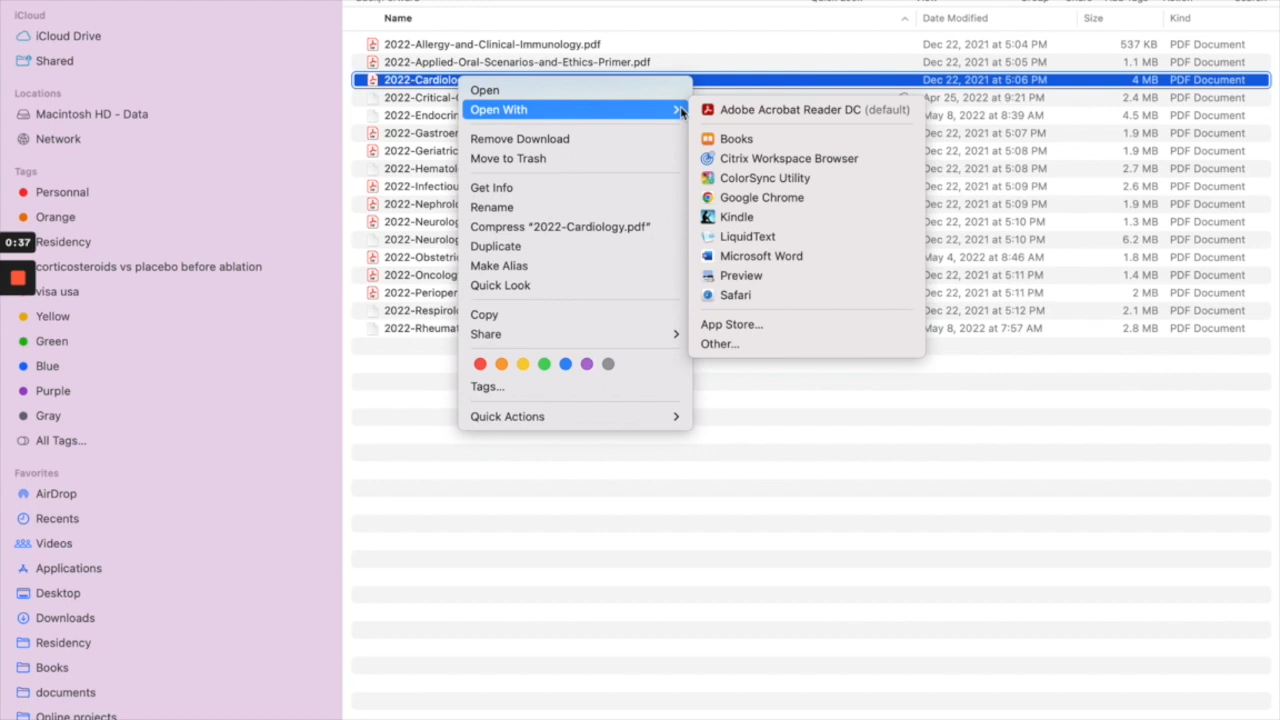 iCloud
iCloud Drive
Shared
Locations
Macintosh HD - Data
Network
Tags
Personnal
Orange
0:37
Residency
corticosteroids vs placebo before ablation
visa usa
Yellow
Green
Blue
Purple
Gray
All Tags...
Favorites
AirDrop
Recents
Videos
Applications
Desktop
Downloads
Residency
Books
documents
Online projects
Name Date Modified Size Kind
2022-Allergy-and-Clinical-Immunology.pdf Dec 22, 2021 at 5:04 PM 537 KB PDF Document
2022-Applied-Oral-Scenarios-and-Ethics-Primer.pdf Dec 22, 2021 at 5:05 PM 1.1 MB PDF Document
2022-Cardiolo Dec 22, 2021 at 5:06 PM 4 MB PDF Document
2022-Critical- Apr 25, 2022 at 9:21 PM 2.4 MB PDF Document
2022-Endocrin May 8, 2022 at 8:39 AM 4.5 MB PDF Document
2022-Gastroer Dec 22, 2021 at 5:07 PM 1.9 MB PDF Document
2022-Geriatric Dec 22, 2021 at 5:08 PM 1.9 MB PDF Document
2022-Hemato Dec 22, 2021 at 5:08 PM 2.7 MB PDF Document
2022-Infectiou Dec 22, 2021 at 5:09 PM 2.6 MB PDF Document
2022-Nephrol Dec 22, 2021 at 5:09 PM 1.9 MB PDF Document
2022-Neurolog Dec 22, 2021 at 5:10 PM 1.3 MB PDF Document
2022-Neurolog Dec 22, 2021 at 5:10 PM 6.2 MB PDF Document
2022-Obstetri May 4, 2022 at 8:46 AM 1.8 MB PDF Document
2022-Oncolog Dec 22, 2021 at 5:11 PM 1.4 MB PDF Document
2022-Perioper Dec 22, 2021 at 5:11 PM 2 MB PDF Document
2022-Respirol Dec 22, 2021 at 5:12 PM 2.1 MB PDF Document
2022-Rheumat May 8, 2022 at 7:57 AM 2.8 MB PDF Document
Open
Open With
Remove Download
Move to Trash
Get Info
Rename
Compress “2022-Cardiology.pdf”
Duplicate
Make Alias
Quick Look
Copy
Share
Tags...
Quick Actions
Adobe Acrobat Reader DC (default)
Books
Citrix Workspace Browser
ColorSync Utility
Google Chrome
Kindle
LiquidText
Microsoft Word
Preview
Safari
App Store...
Other...